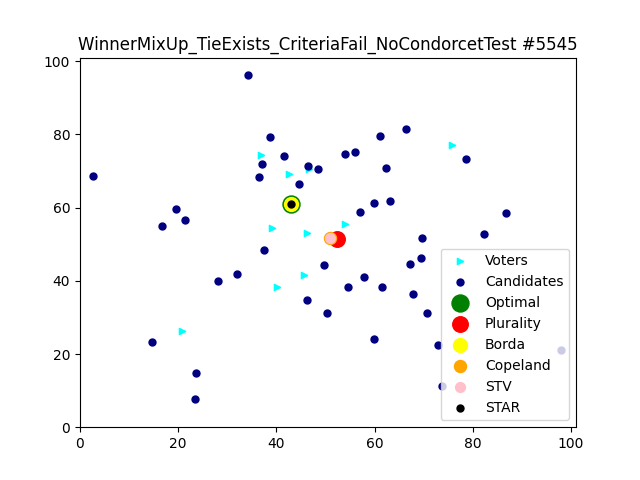 WinnerMixUp_TieExists_CriteriaFail_NoCondorcetTest #5545
100
80
60
40
20
0
0
20
40
60
80
100
Voters
Candidates
Optimal
Plurality
Borda
Copeland
STV
STAR